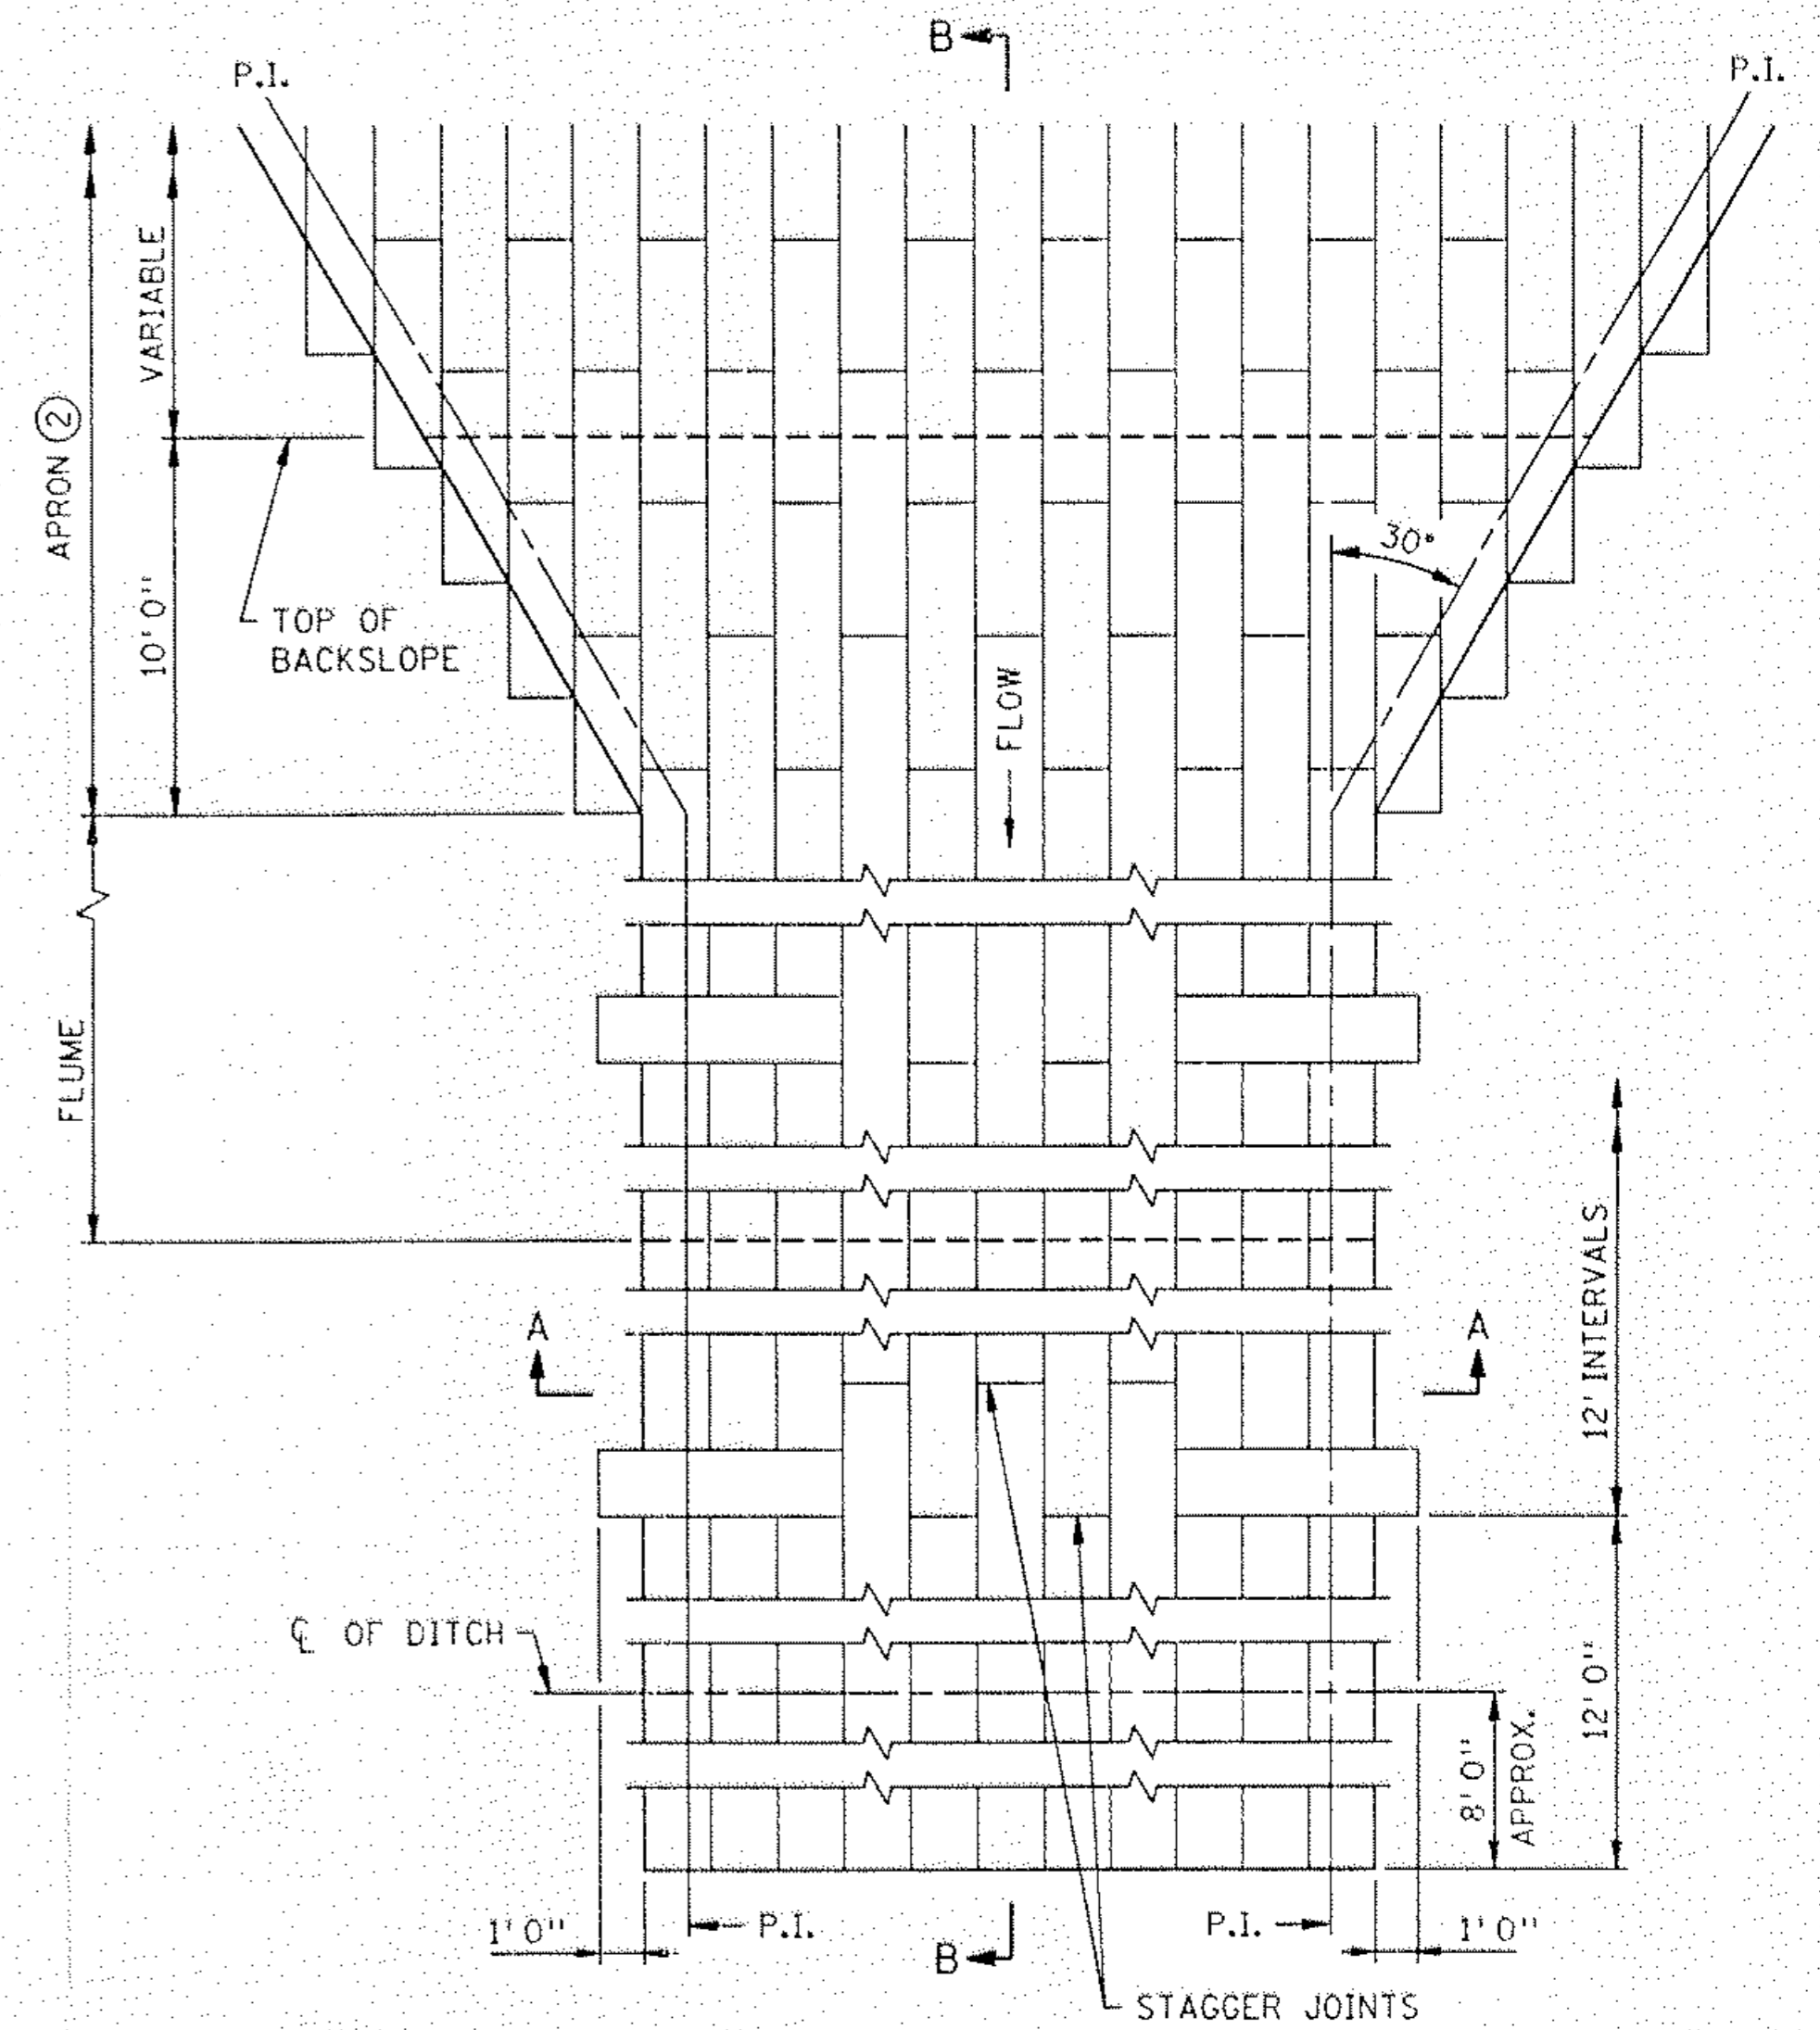 B
P.I.
P.I.
VARIABLE
APRON ②
30°
10' 0"
TOP OF
BACKSLOPE
FLOW
FLUME
12' INTERVALS
A
A
℄ OF DITCH
12' 0"
8' 0"
APPROX.
1' 0"
P.I.
P.I.
1' 0"
B
STAGGER JOINTS